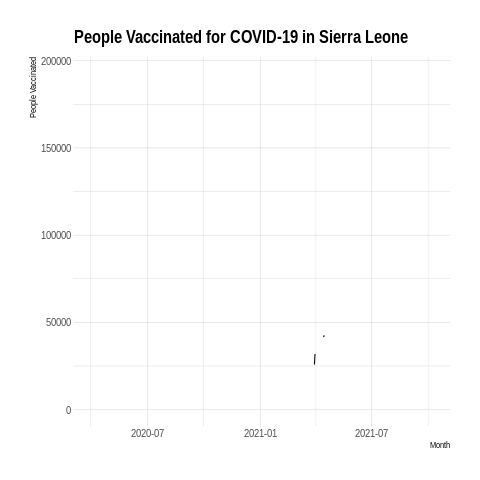 People Vaccinated for COVID-19 in Sierra Leone
People Vaccinated
200000
150000
100000
50000
0
2020-07 2021-01 2021-07
Month